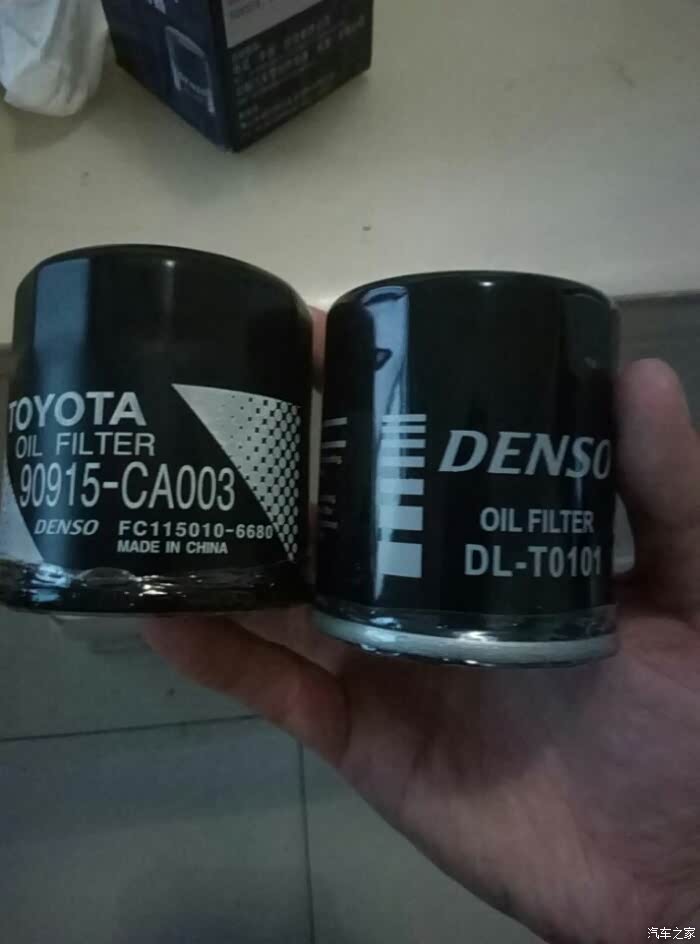 TOYOTA
OIL FILTER
90915-CA003
DENSO FC115010-6680
MADE IN CHINA
DENSO
OIL FILTER
DL-T0101
汽车之家